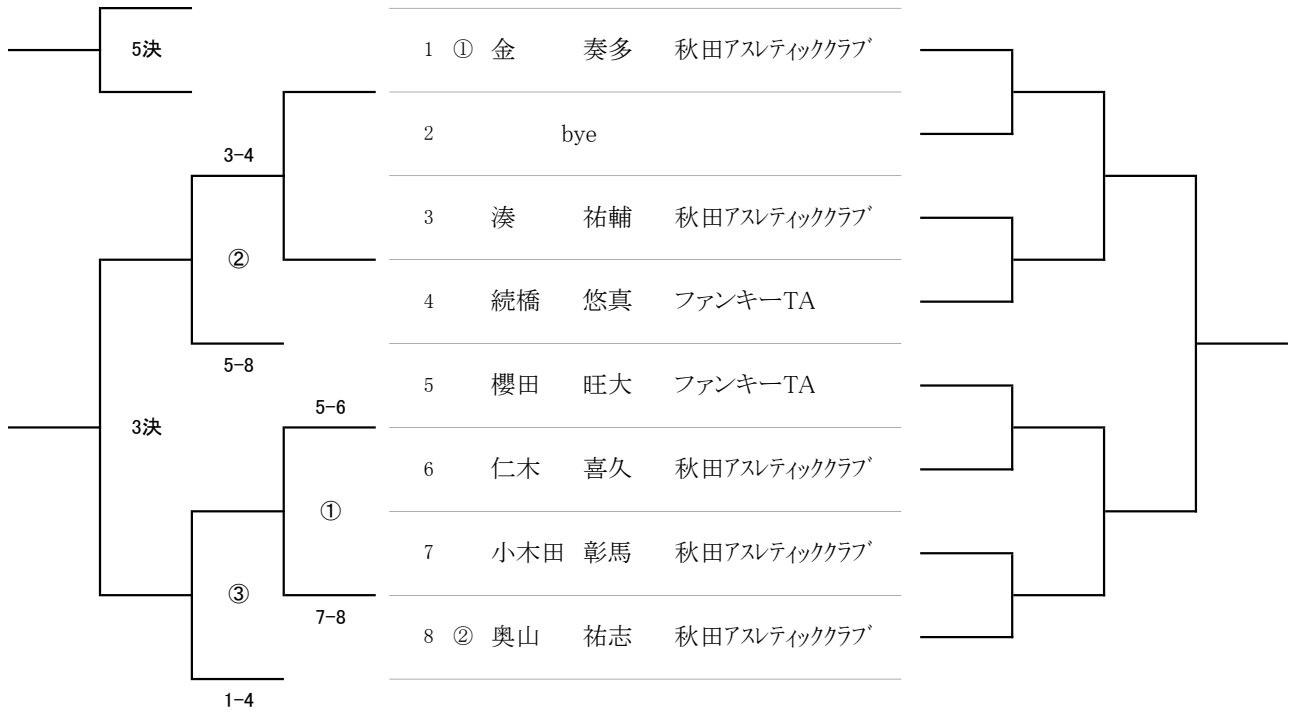 5決
1 ① 金 奏多 秋田アスレティッククラブ
2 bye
3-4
3 湊 祐輔 秋田アスレティッククラブ
②
4 続橋 悠真 ファンキーTA
5-8
5 櫻田 旺大 ファンキーTA
5-6
3決
6 仁木 喜久 秋田アスレティッククラブ
①
7 小木田 彰馬 秋田アスレティッククラブ
③
7-8
8 ② 奥山 祐志 秋田アスレティッククラブ
1-4